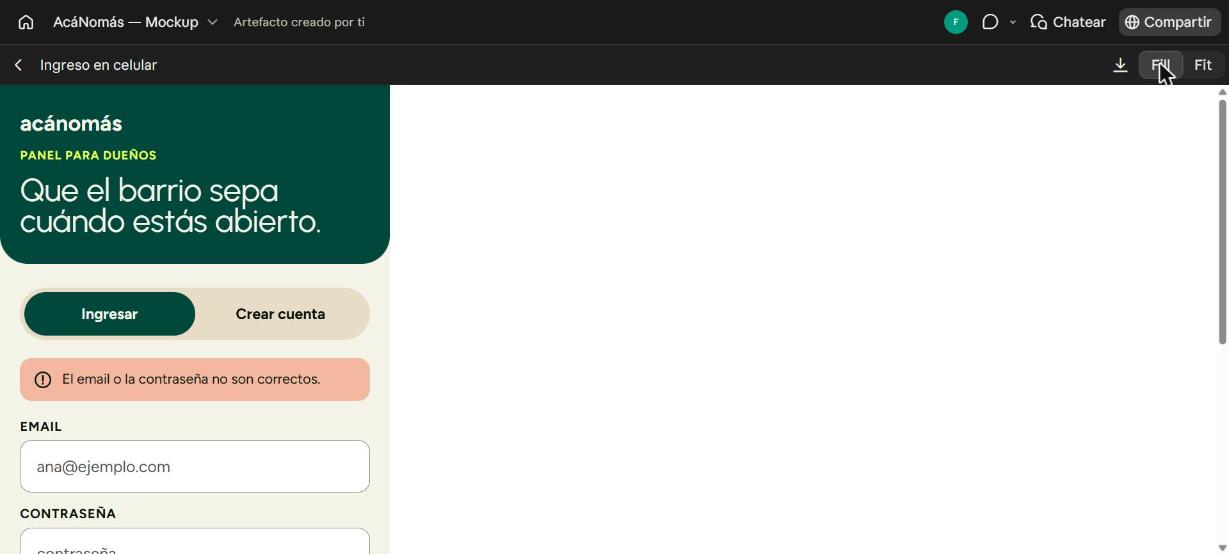 AcáNomás — Mockup
Artefacto creado por ti
F
Chatear
Compartir
Ingreso en celular
Fill
Fit
acánomás
PANEL PARA DUEÑOS
Que el barrio sepa
cuándo estás abierto.
Ingresar
Crear cuenta
El email o la contraseña no son correctos.
EMAIL
ana@ejemplo.com
CONTRASEÑA
contraseña